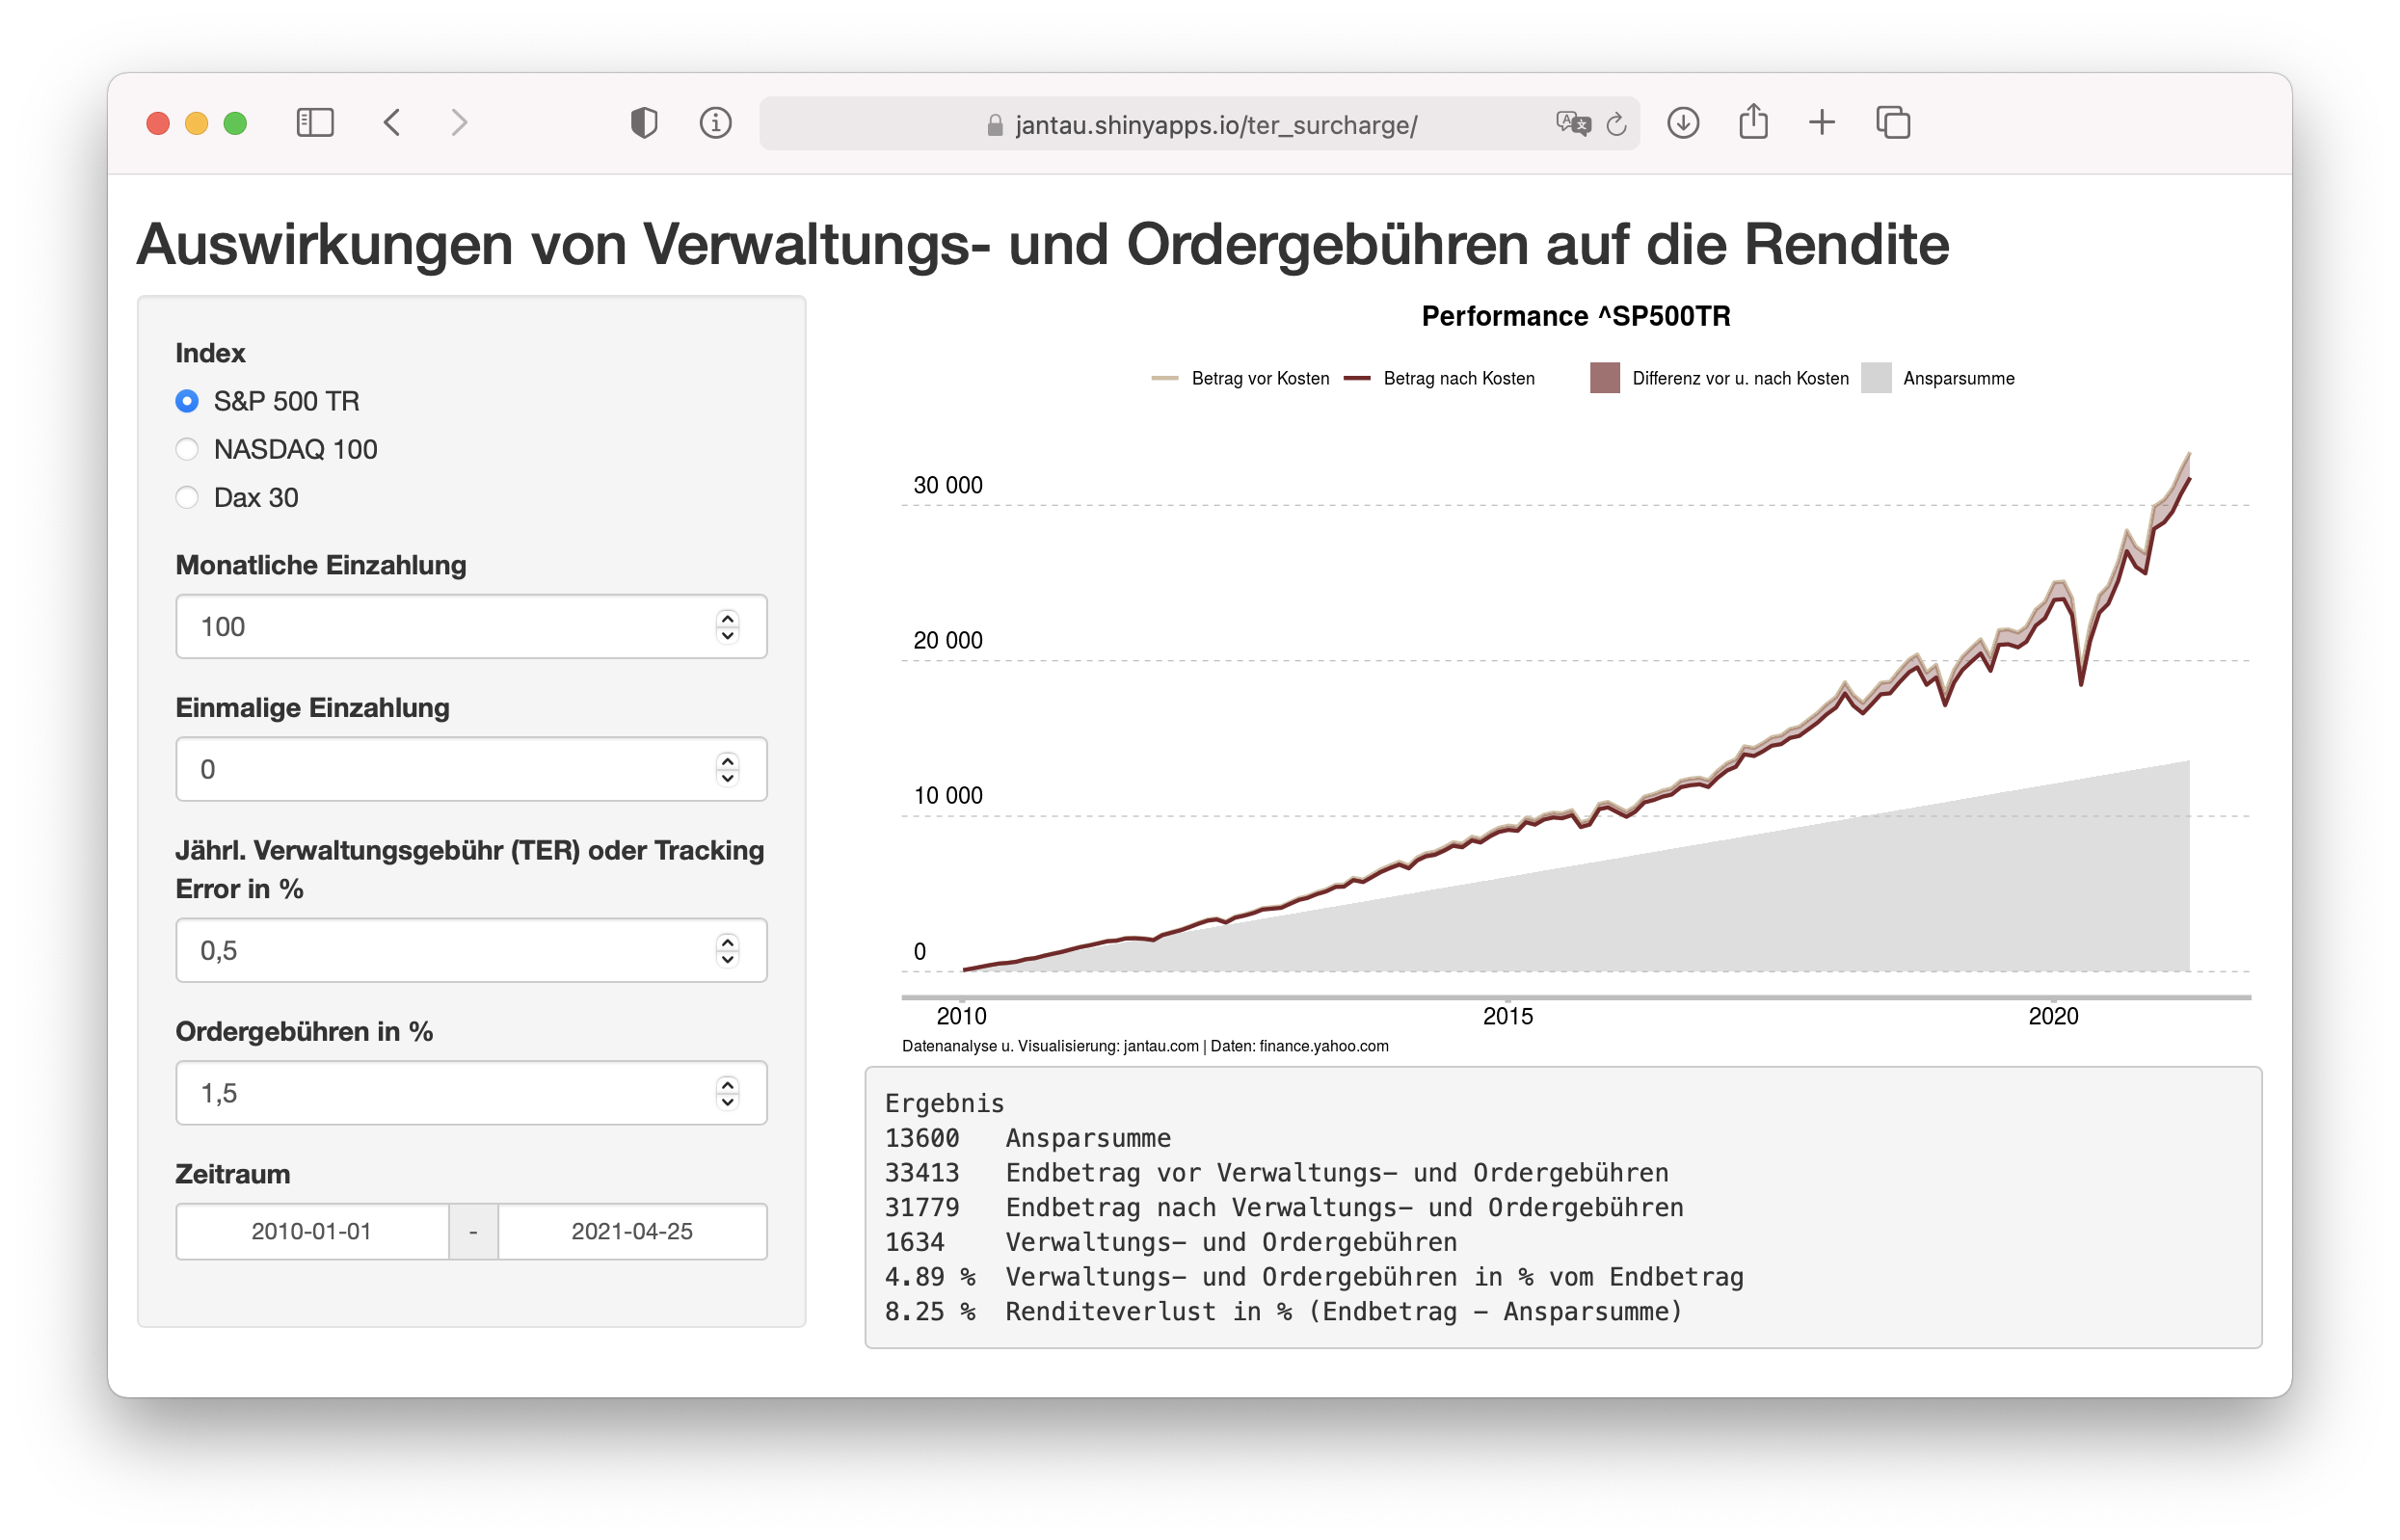 jantau.shinyapps.io/ter_surcharge/
Auswirkungen von Verwaltungs- und Ordergebühren auf die Rendite
Index
S&P 500 TR
NASDAQ 100
Dax 30
Monatliche Einzahlung
100
Einmalige Einzahlung
0
Jährl. Verwaltungsgebühr (TER) oder Tracking
Error in %
0,5
Ordergebühren in %
1,5
Zeitraum
2010-01-01 - 2021-04-25
Performance ^SP500TR
Betrag vor Kosten Betrag nach Kosten Differenz vor u. nach Kosten Ansparsumme
30 000
20 000
10 000
0
2010 2015 2020
Datenanalyse u. Visualisierung: jantau.com | Daten: finance.yahoo.com
Ergebnis
13600 Ansparsumme
33413 Endbetrag vor Verwaltungs- und Ordergebühren
31779 Endbetrag nach Verwaltungs- und Ordergebühren
1634 Verwaltungs- und Ordergebühren
4.89 % Verwaltungs- und Ordergebühren in % vom Endbetrag
8.25 % Renditeverlust in % (Endbetrag - Ansparsumme)